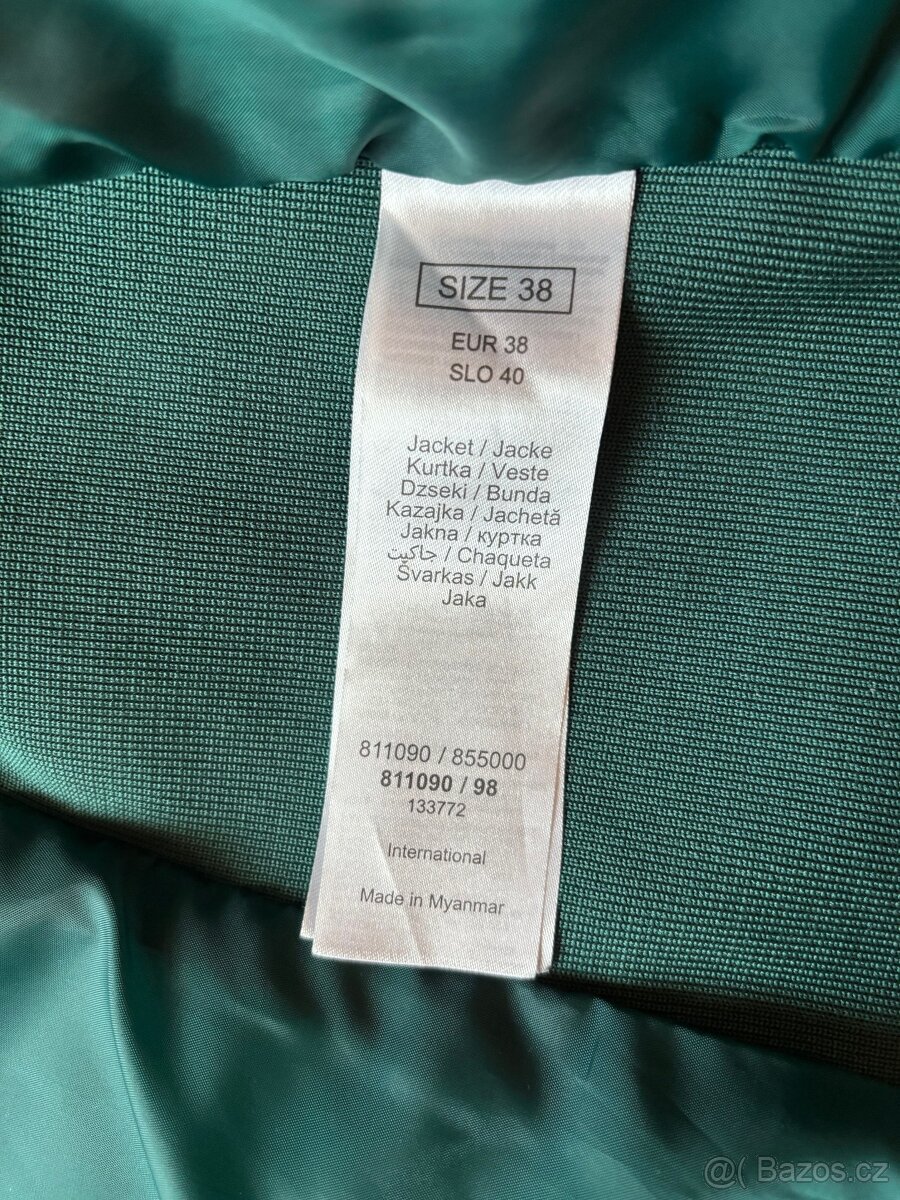 SIZE 38
EUR 38
SLO 40
Jacket / Jacke
Kurtka / Veste
Dzseki / Bunda
Kazajka / Jachetă
Jakna / куртка
جاكيت / Chaqueta
Švarkas / Jakk
Jaka
811090 / 855000
811090 / 98
133772
International
Made in Myanmar
@( Bazos.cz